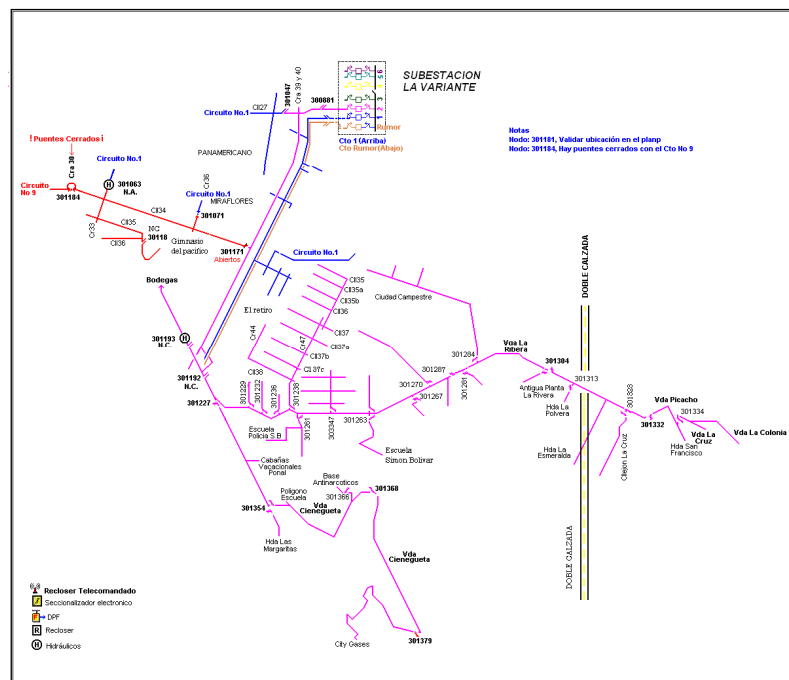 SUBESTACION
LA VARIANTE
6
5
3
2
1
Rumor
Cra 39 y 40
301047
300881
Cll27
Circuito No.1
Cto 1 (Arriba)
Cto Rumor(Abajo)
Notas
Nodo: 301181, Validar ubicación en el planp
Nodo: 301184, Hay puentes cerrados con el Cto No 9
! Puentes Cerrados¡
Cra 30
Circuito No.1
PANAMERICANO
H
301063
N.A.
Circuito
No 9
301184
Cr36
Circuito No.1
MIRAFLORES
301071
Cll34
Cr33
Cll35
Cll36
NC
30118
Gimnasio
del pacifico
301171
Abiertos
Circuito No.1
Bodegas
Cll35
Cll35a
Cll35b
Cll36
Cll37
Cll37a
Cll37b
Cl 37c
Ciudad Campestre
El retiro
Cr44
Cr47
Cll38
DOBLE CALZADA
301193
N.C.
H
301192
N.C.
301227
301229
301232
301236
301238
301261
303347
301263
301270
301287
301267
301284
301281
Vda La
Ribera
301304
301313
Antigua Planta
La Rivera
Hda La
Polvera
Hda La
Esmeralda
301323
Cllejon La Cruz
Vda Picacho
301332
301334
Vda La
Cruz
Vda La Colonia
Hda San
Francisco
Escuela
Policia S.B
Escuela
Simon Bolivar
Cabañas
Vacacionales
Ponal
Base
Antinarcoticos
301366
301368
Poligono
Escuela
Vda
Cienegueta
301354
Hda Las
Margaritas
Vda
Cienegueta
DOBLE CALZADA
City Gases
301379
Recloser Telecomandado
Seccionalizador electronico
DPF
R Recloser
H Hidráulicos